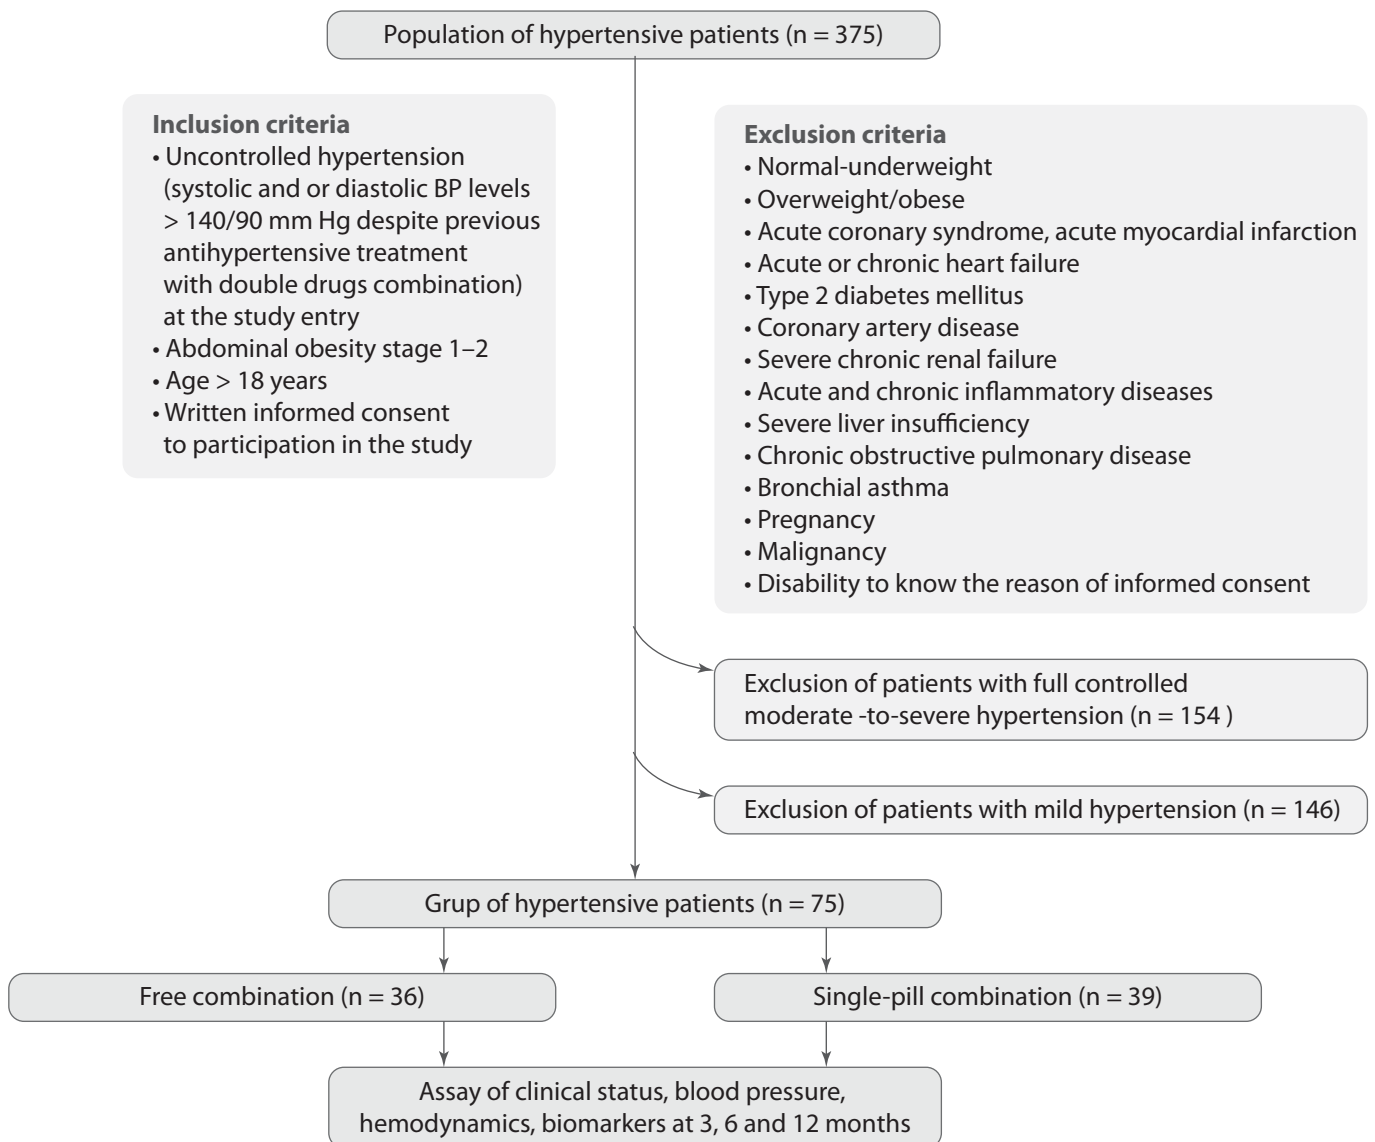 Population of hypertensive patients (n = 375)
Inclusion criteria
• Uncontrolled hypertension
(systolic and or diastolic BP levels
> 140/90 mm Hg despite previous
antihypertensive treatment
with double drugs combination)
at the study entry
• Abdominal obesity stage 1–2
• Age > 18 years
• Written informed consent
to participation in the study
Exclusion criteria
• Normal-underweight
• Overweight/obese
• Acute coronary syndrome, acute myocardial infarction
• Acute or chronic heart failure
• Type 2 diabetes mellitus
• Coronary artery disease
• Severe chronic renal failure
• Acute and chronic inflammatory diseases
• Severe liver insufficiency
• Chronic obstructive pulmonary disease
• Bronchial asthma
• Pregnancy
• Malignancy
• Disability to know the reason of informed consent
Exclusion of patients with full controlled
moderate -to-severe hypertension (n = 154 )
Exclusion of patients with mild hypertension (n = 146)
Grup of hypertensive patients (n = 75)
Free combination (n = 36)
Single-pill combination (n = 39)
Assay of clinical status, blood pressure,
hemodynamics, biomarkers at 3, 6 and 12 months